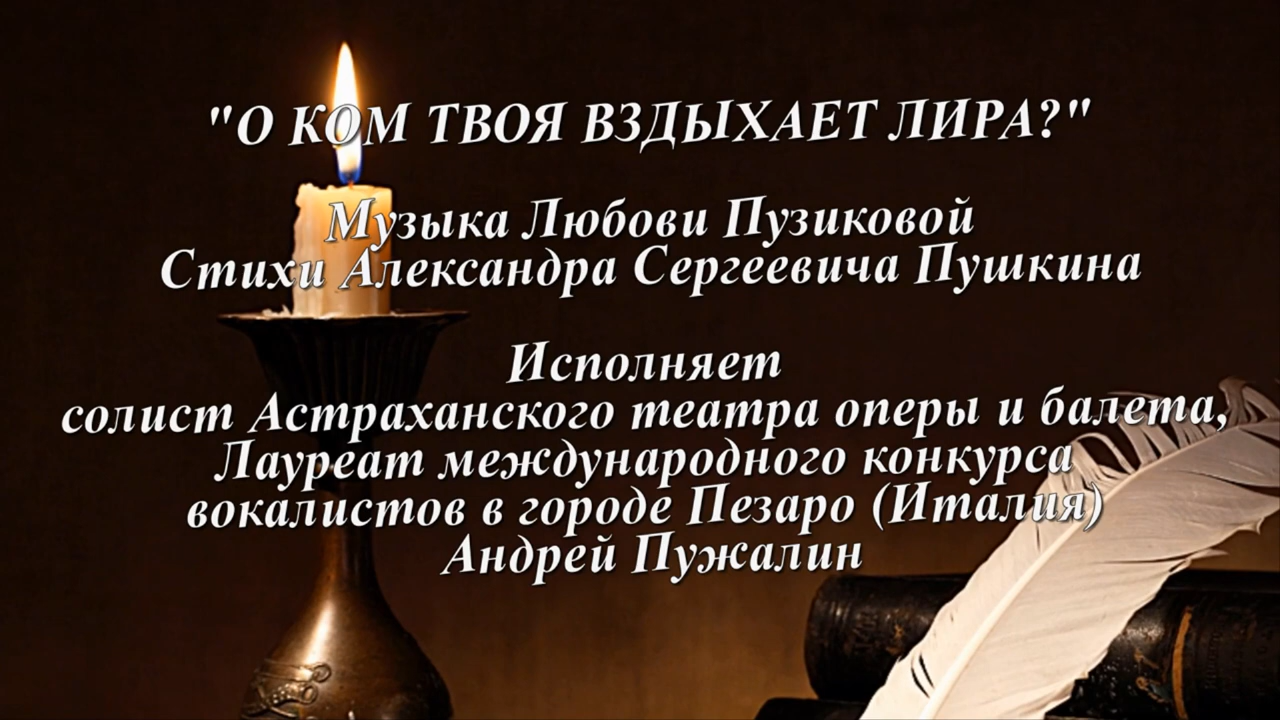 "О КОМ ТВОЯ ВЗДЫХАЕТ ЛИРА?"
Музыка Любови Пузиковой
Стихи Александра Сергеевича Пушкина
Исполняет
солист Астраханского театра оперы и балета,
Лауреат международного конкурса
вокалистов в городе Пезаро (Италия)
Андрей Пужалин